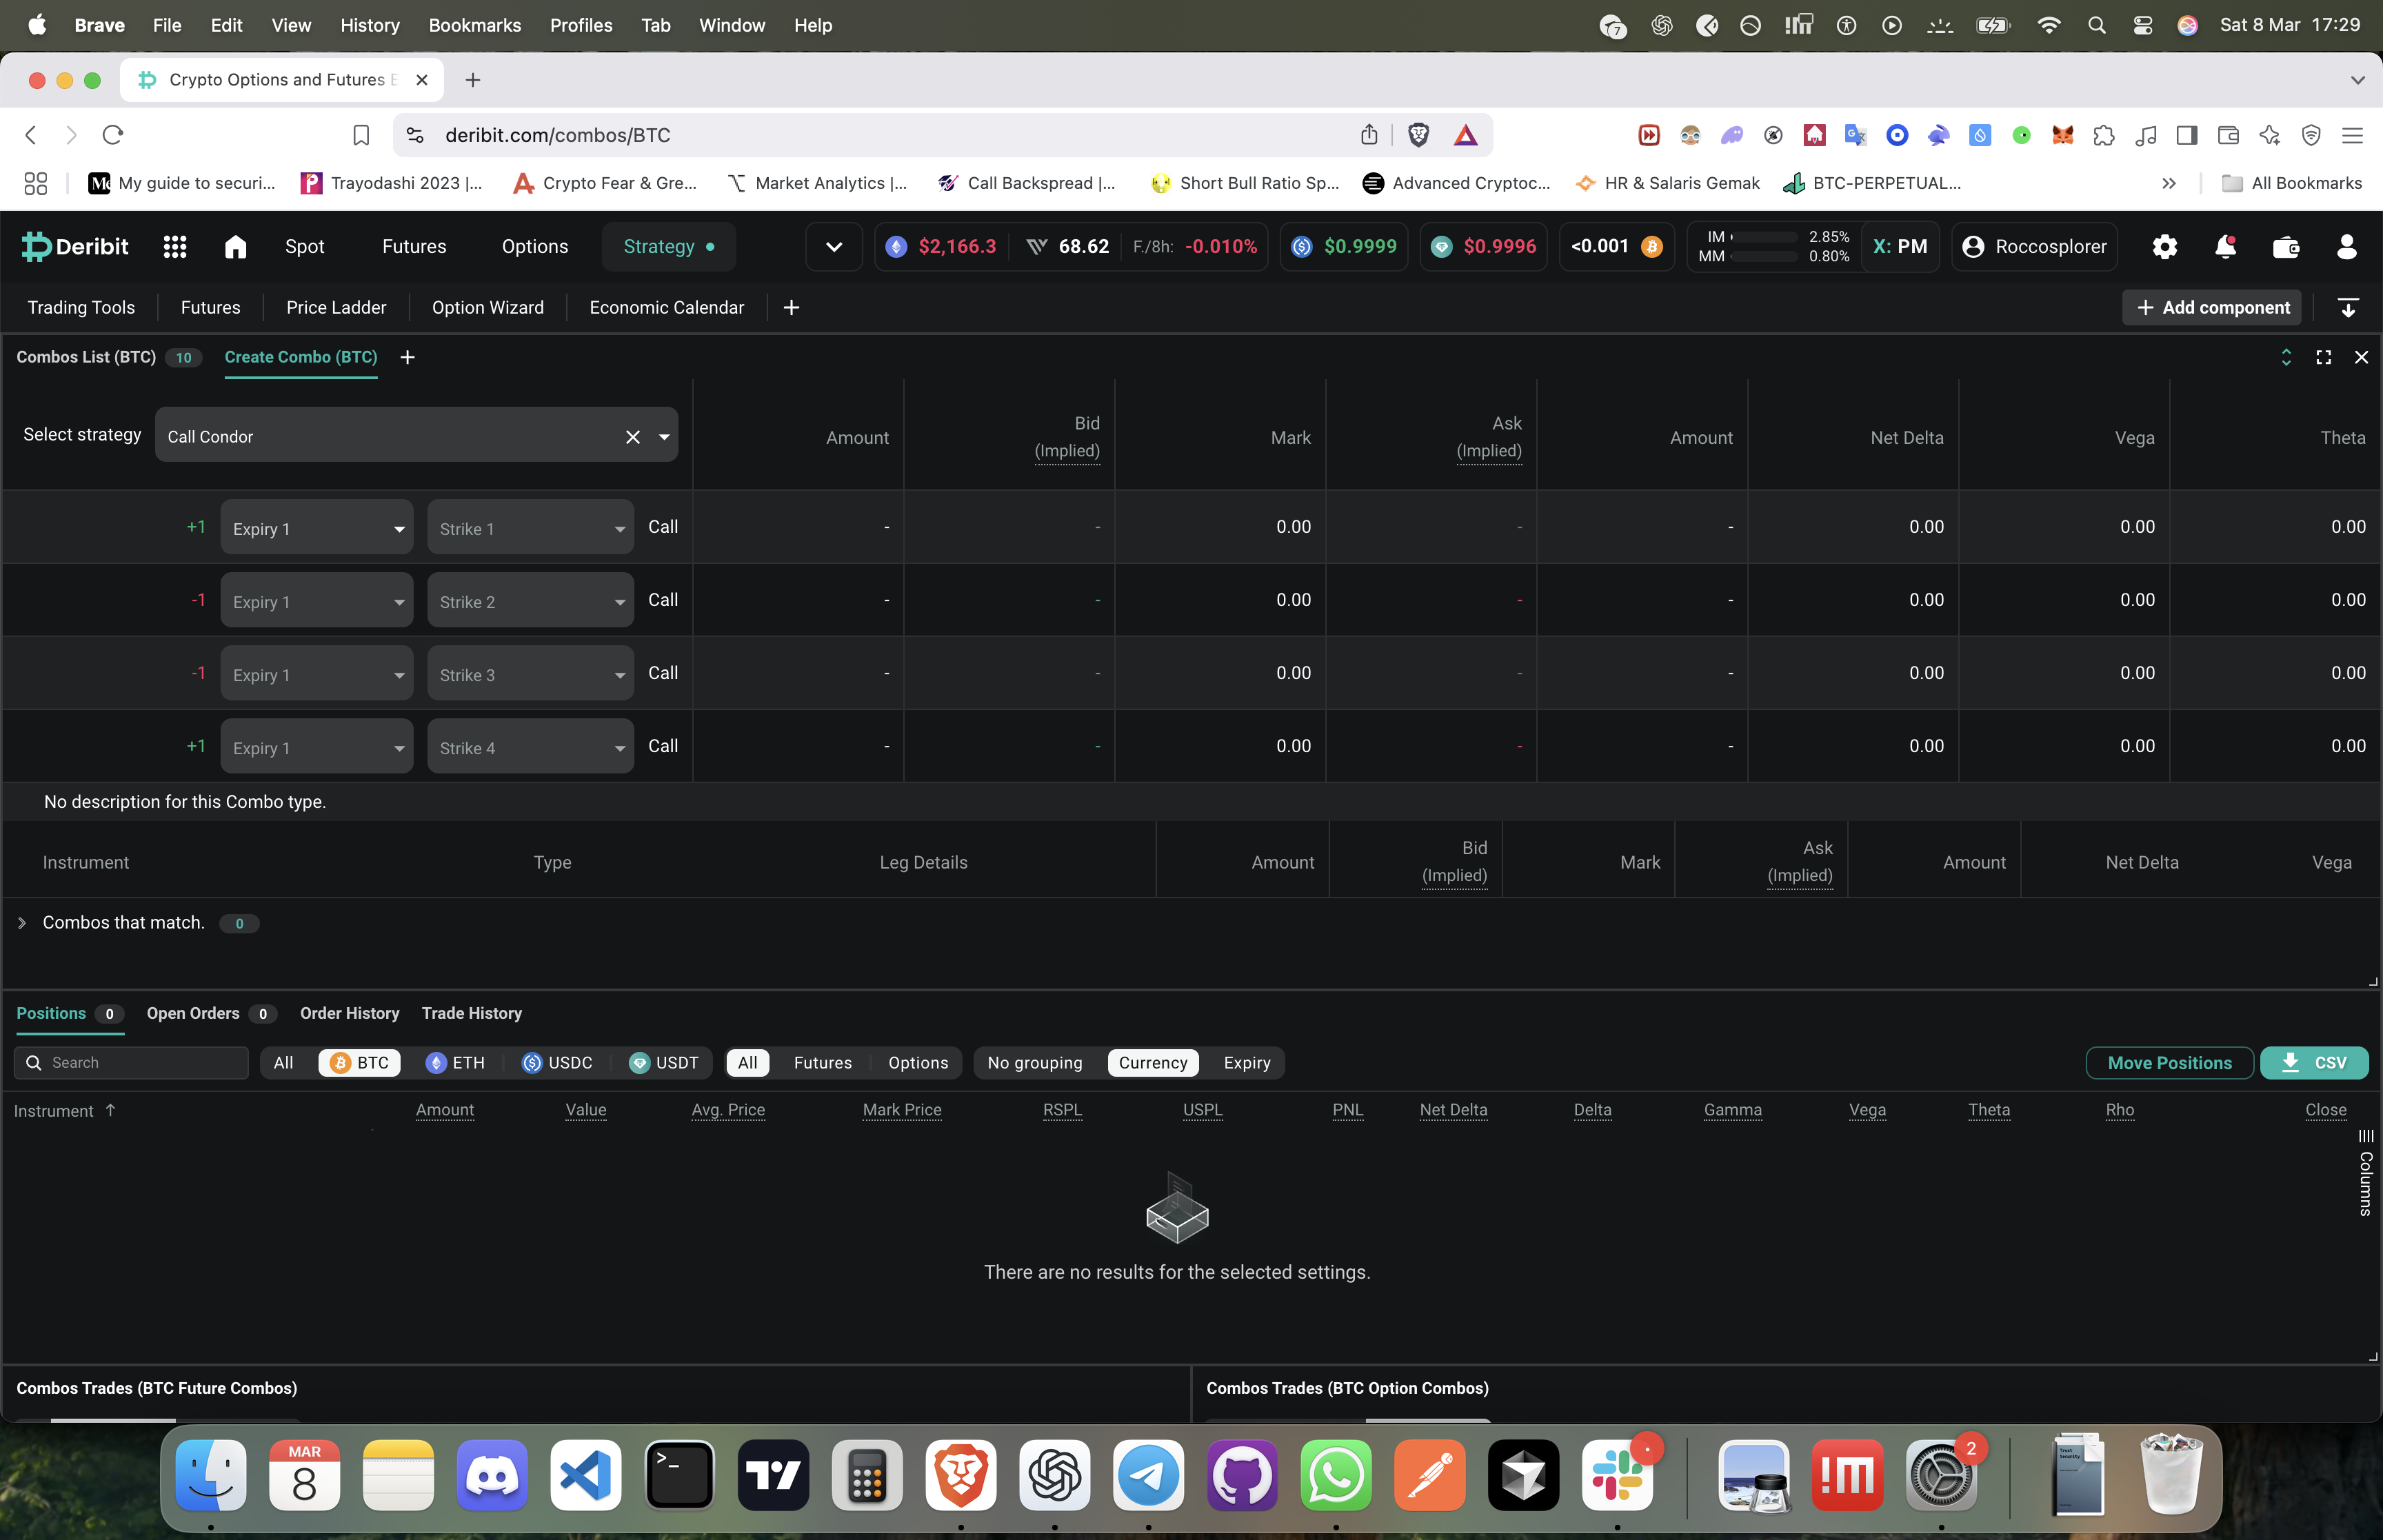 Brave File Edit View History Bookmarks Profiles Tab Window Help 7 Sat 8 Mar 17:29
Crypto Options and Futures E
deribit.com/combos/BTC
My guide to securi... Trayodashi 2023 |... Crypto Fear & Gre... Market Analytics |... Call Backspread |... Short Bull Ratio Sp... Advanced Cryptoc... HR & Salaris Gemak BTC-PERPETUAL... All Bookmarks
Deribit Spot Futures Options Strategy $2,166.3 68.62 F./8h: -0.010% $0.9999 $0.9996 <0.001 IM 2.85% MM 0.80% X: PM Roccosplorer
Trading Tools Futures Price Ladder Option Wizard Economic Calendar + + Add component
Combos List (BTC) 10 Create Combo (BTC) +
Select strategy Call Condor Amount Bid (Implied) Mark Ask (Implied) Amount Net Delta Vega Theta
+1 Expiry 1 Strike 1 Call - - 0.00 - - 0.00 0.00 0.00
-1 Expiry 1 Strike 2 Call - - 0.00 - - 0.00 0.00 0.00
-1 Expiry 1 Strike 3 Call - - 0.00 - - 0.00 0.00 0.00
+1 Expiry 1 Strike 4 Call - - 0.00 - - 0.00 0.00 0.00
No description for this Combo type.
Instrument Type Leg Details Amount Bid (Implied) Mark Ask (Implied) Amount Net Delta Vega
Combos that match. 0
Positions 0 Open Orders 0 Order History Trade History
Search All BTC ETH USDC USDT All Futures Options No grouping Currency Expiry Move Positions CSV
Instrument ↑ Amount Value Avg. Price Mark Price RSPL USPL PNL Net Delta Delta Gamma Vega Theta Rho Close
Columns
There are no results for the selected settings.
Combos Trades (BTC Future Combos) Combos Trades (BTC Option Combos)
MAR
8
2